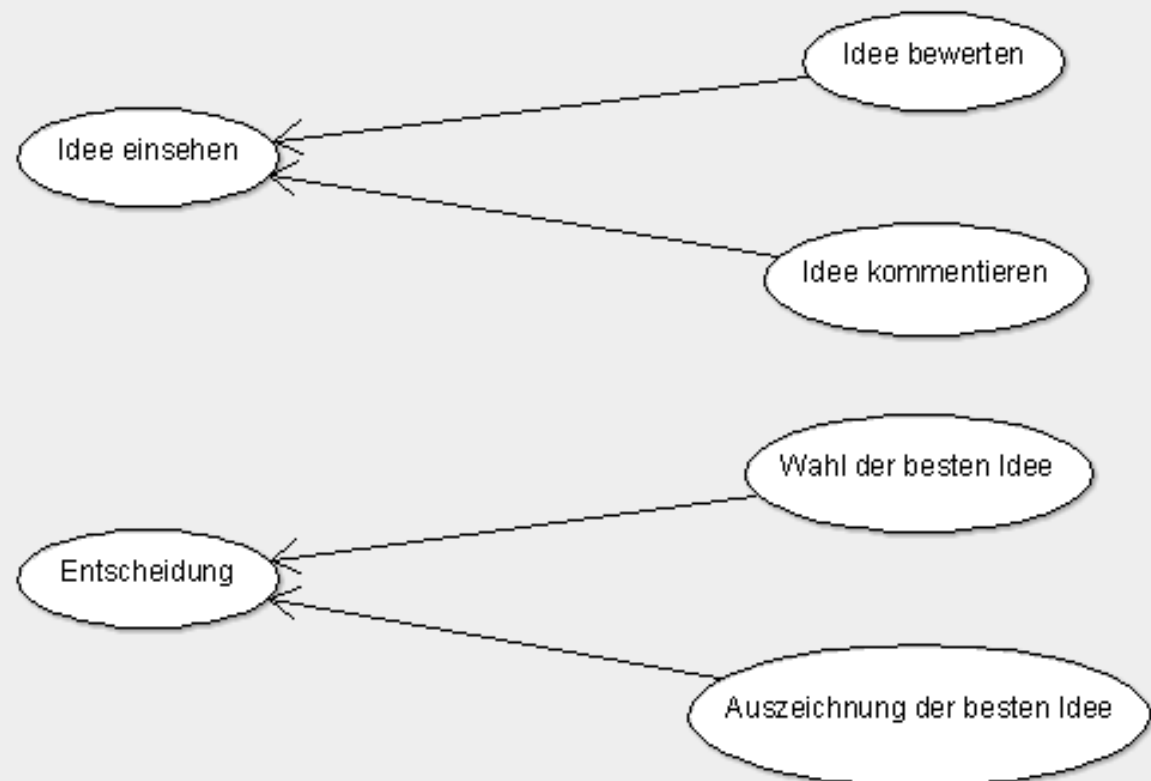 Idee bewerten
Idee einsehen
Idee kommentieren
Wahl der besten Idee
Entscheidung
Auszeichnung der besten Idee